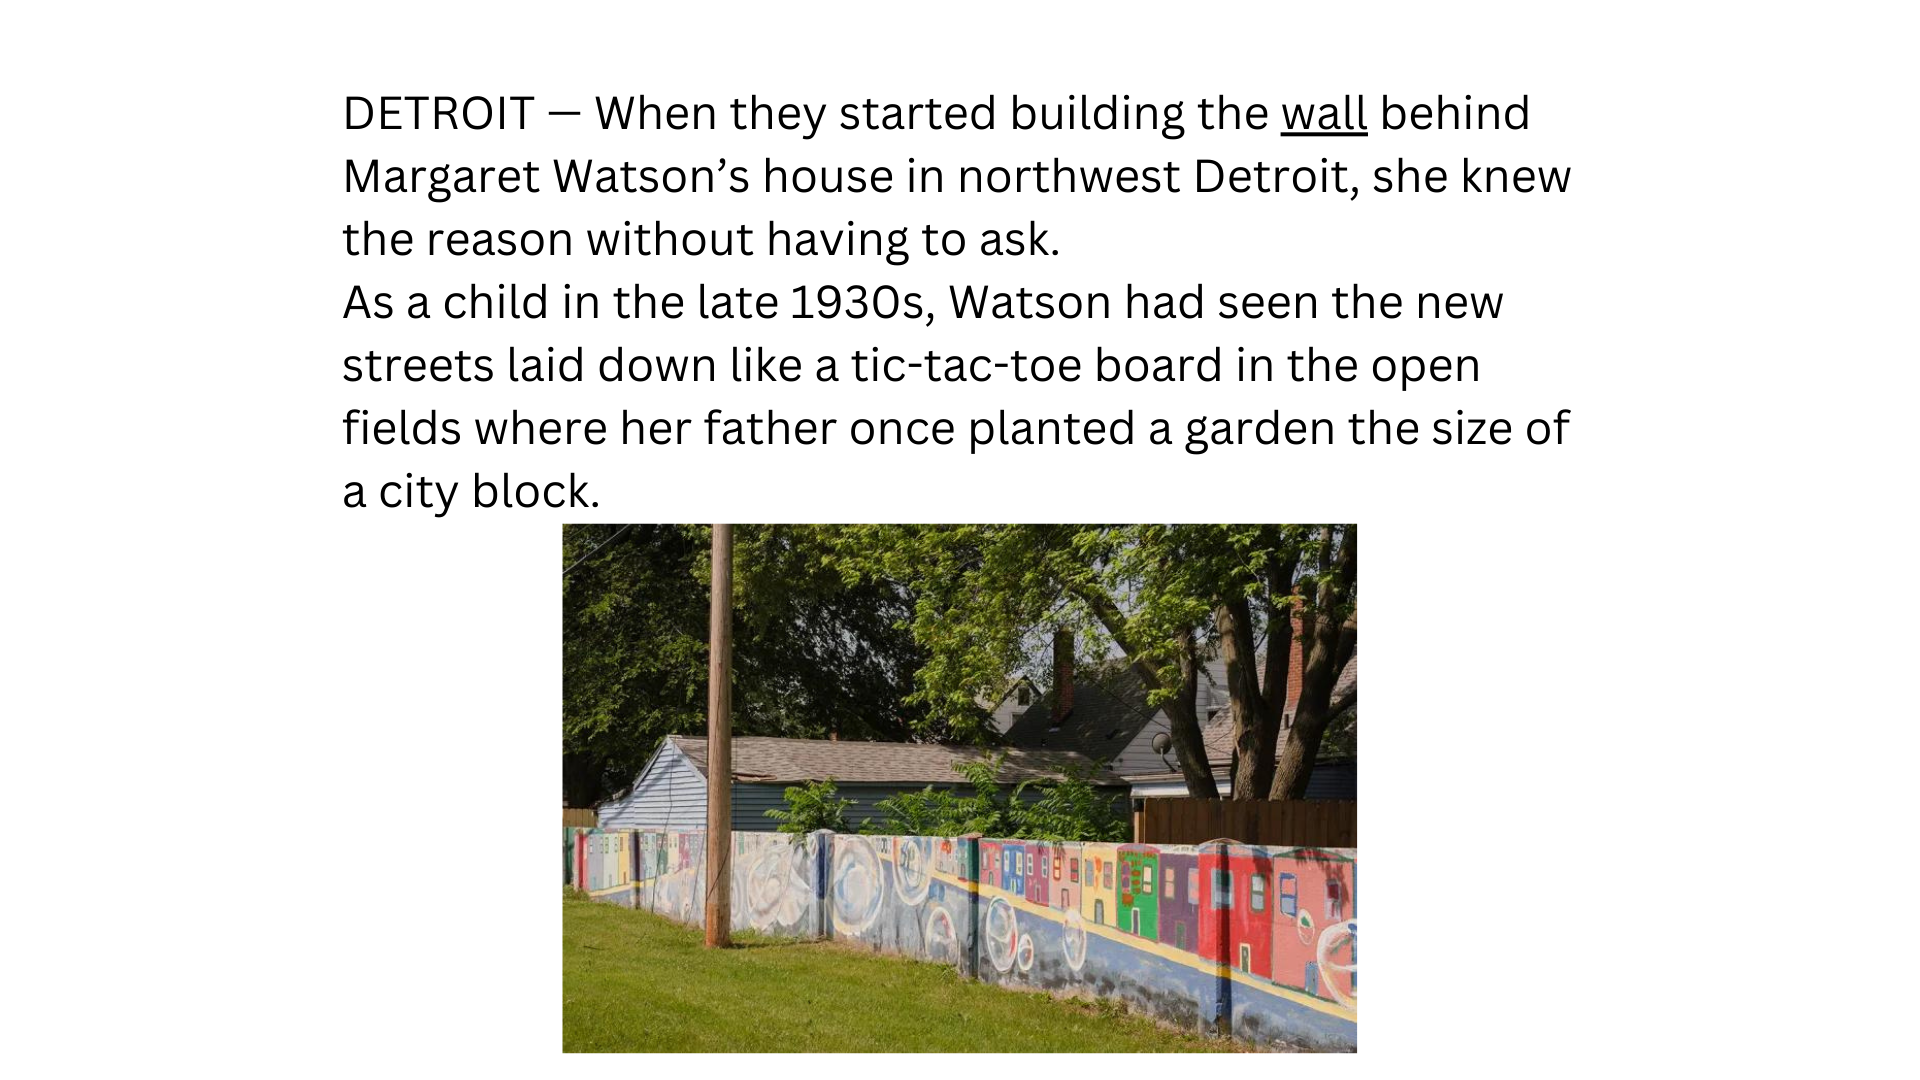 DETROIT — When they started building the wall behind
Margaret Watson’s house in northwest Detroit, she knew
the reason without having to ask.
As a child in the late 1930s, Watson had seen the new
streets laid down like a tic-tac-toe board in the open
fields where her father once planted a garden the size of
a city block.